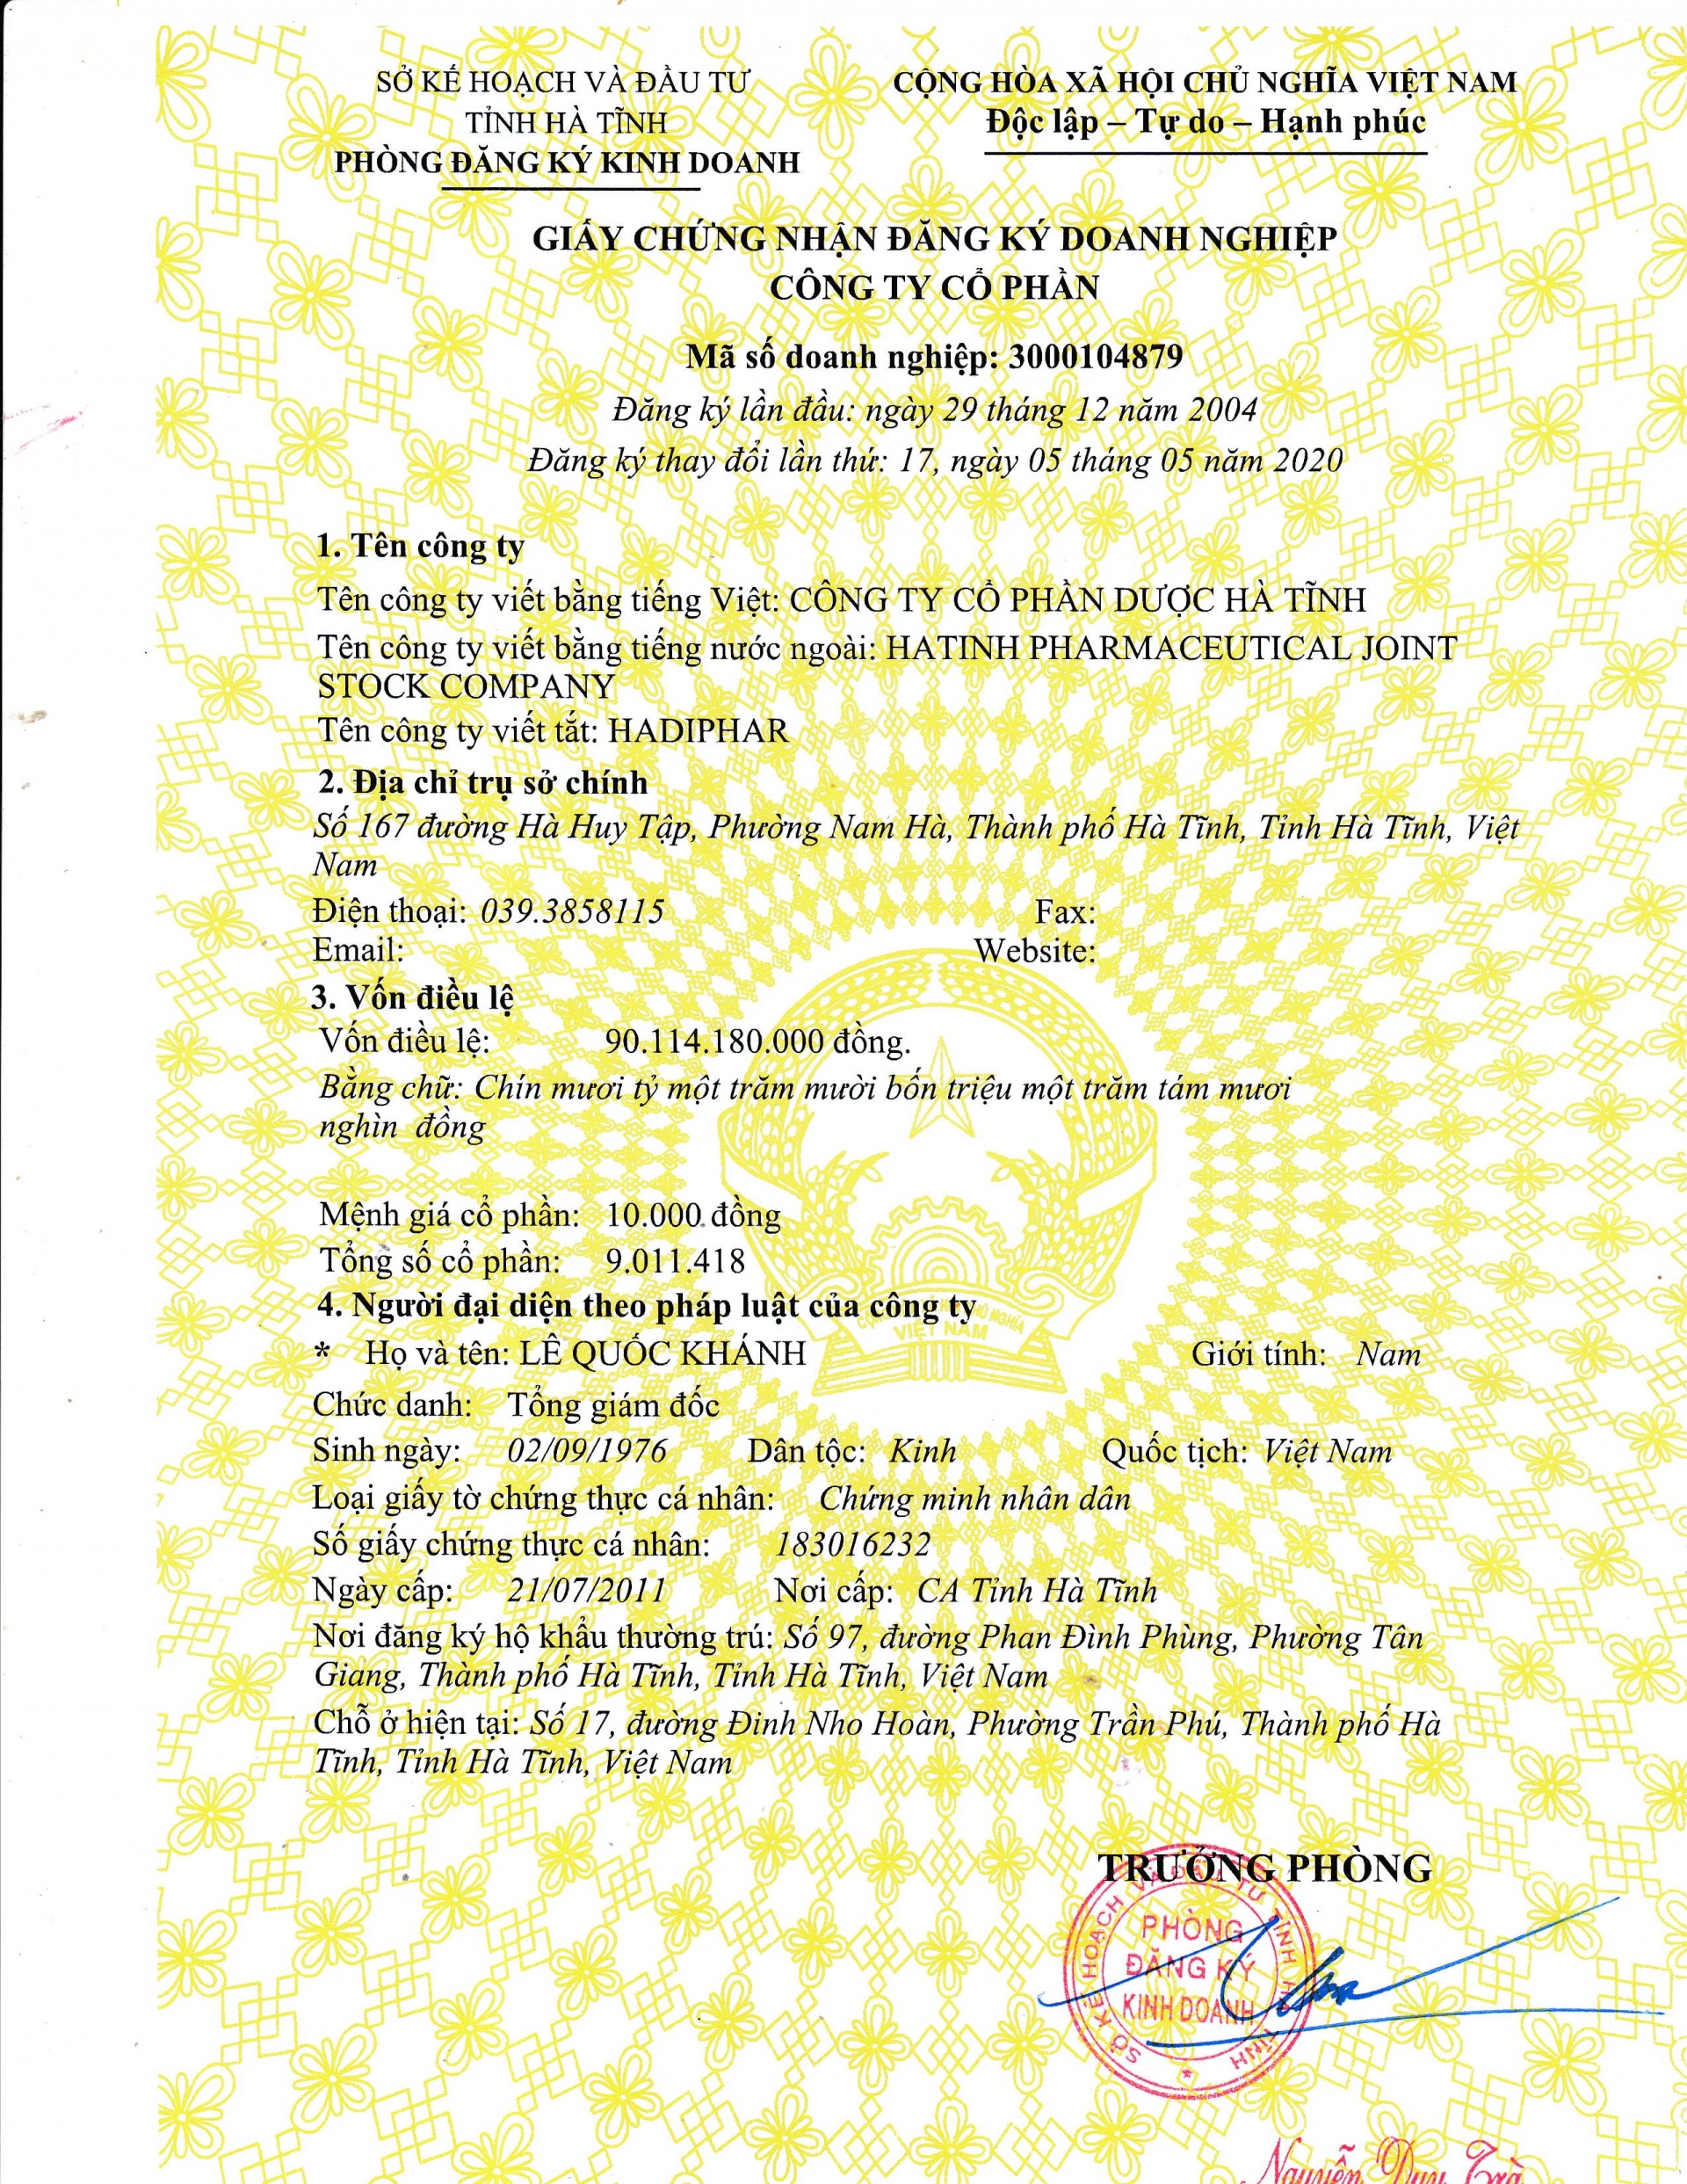 SỞ KẾ HOẠCH VÀ ĐẦU TƯ
TỈNH HÀ TĨNH
PHÒNG ĐĂNG KÝ KINH DOANH
CỘNG HÒA XÃ HỘI CHỦ NGHĨA VIỆT NAM
Độc lập – Tự do – Hạnh phúc
GIẤY CHỨNG NHẬN ĐĂNG KÝ DOANH NGHIỆP
CÔNG TY CỔ PHẦN
Mã số doanh nghiệp: 3000104879
Đăng ký lần đầu: ngày 29 tháng 12 năm 2004
Đăng ký thay đổi lần thứ: 17, ngày 05 tháng 05 năm 2020
1. Tên công ty
Tên công ty viết bằng tiếng Việt: CÔNG TY CỔ PHẦN DƯỢC HÀ TĨNH
Tên công ty viết bằng tiếng nước ngoài: HATINH PHARMACEUTICAL JOINT
STOCK COMPANY
Tên công ty viết tắt: HADIPHAR
2. Địa chỉ trụ sở chính
Số 167 đường Hà Huy Tập, Phường Nam Hà, Thành phố Hà Tĩnh, Tỉnh Hà Tĩnh, Việt
Nam
Điện thoại: 039.3858115 Fax:
Email: Website:
3. Vốn điều lệ
Vốn điều lệ: 90.114.180.000 đồng.
Bằng chữ: Chín mươi tỷ một trăm mười bốn triệu một trăm tám mươi
nghìn đồng
Mệnh giá cổ phần: 10.000 đồng
Tổng số cổ phần: 9.011.418
4. Người đại diện theo pháp luật của công ty
* Họ và tên: LÊ QUỐC KHÁNH Giới tính: Nam
Chức danh: Tổng giám đốc
Sinh ngày: 02/09/1976 Dân tộc: Kinh Quốc tịch: Việt Nam
Loại giấy tờ chứng thực cá nhân: Chứng minh nhân dân
Số giấy chứng thực cá nhân: 183016232
Ngày cấp: 21/07/2011 Nơi cấp: CA Tỉnh Hà Tĩnh
Nơi đăng ký hộ khẩu thường trú: Số 97, đường Phan Đình Phùng, Phường Tân
Giang, Thành phố Hà Tĩnh, Tỉnh Hà Tĩnh, Việt Nam
Chỗ ở hiện tại: Số 17, đường Đinh Nho Hoàn, Phường Trần Phú, Thành phố Hà
Tĩnh, Tỉnh Hà Tĩnh, Việt Nam
TRƯỞNG PHÒNG
SỞ KẾ HOẠCH VÀ ĐẦU TƯ TỈNH HÀ TĨNH
PHÒNG
ĐĂNG KÝ
KINH DOANH
Nguyễn Duy Trà